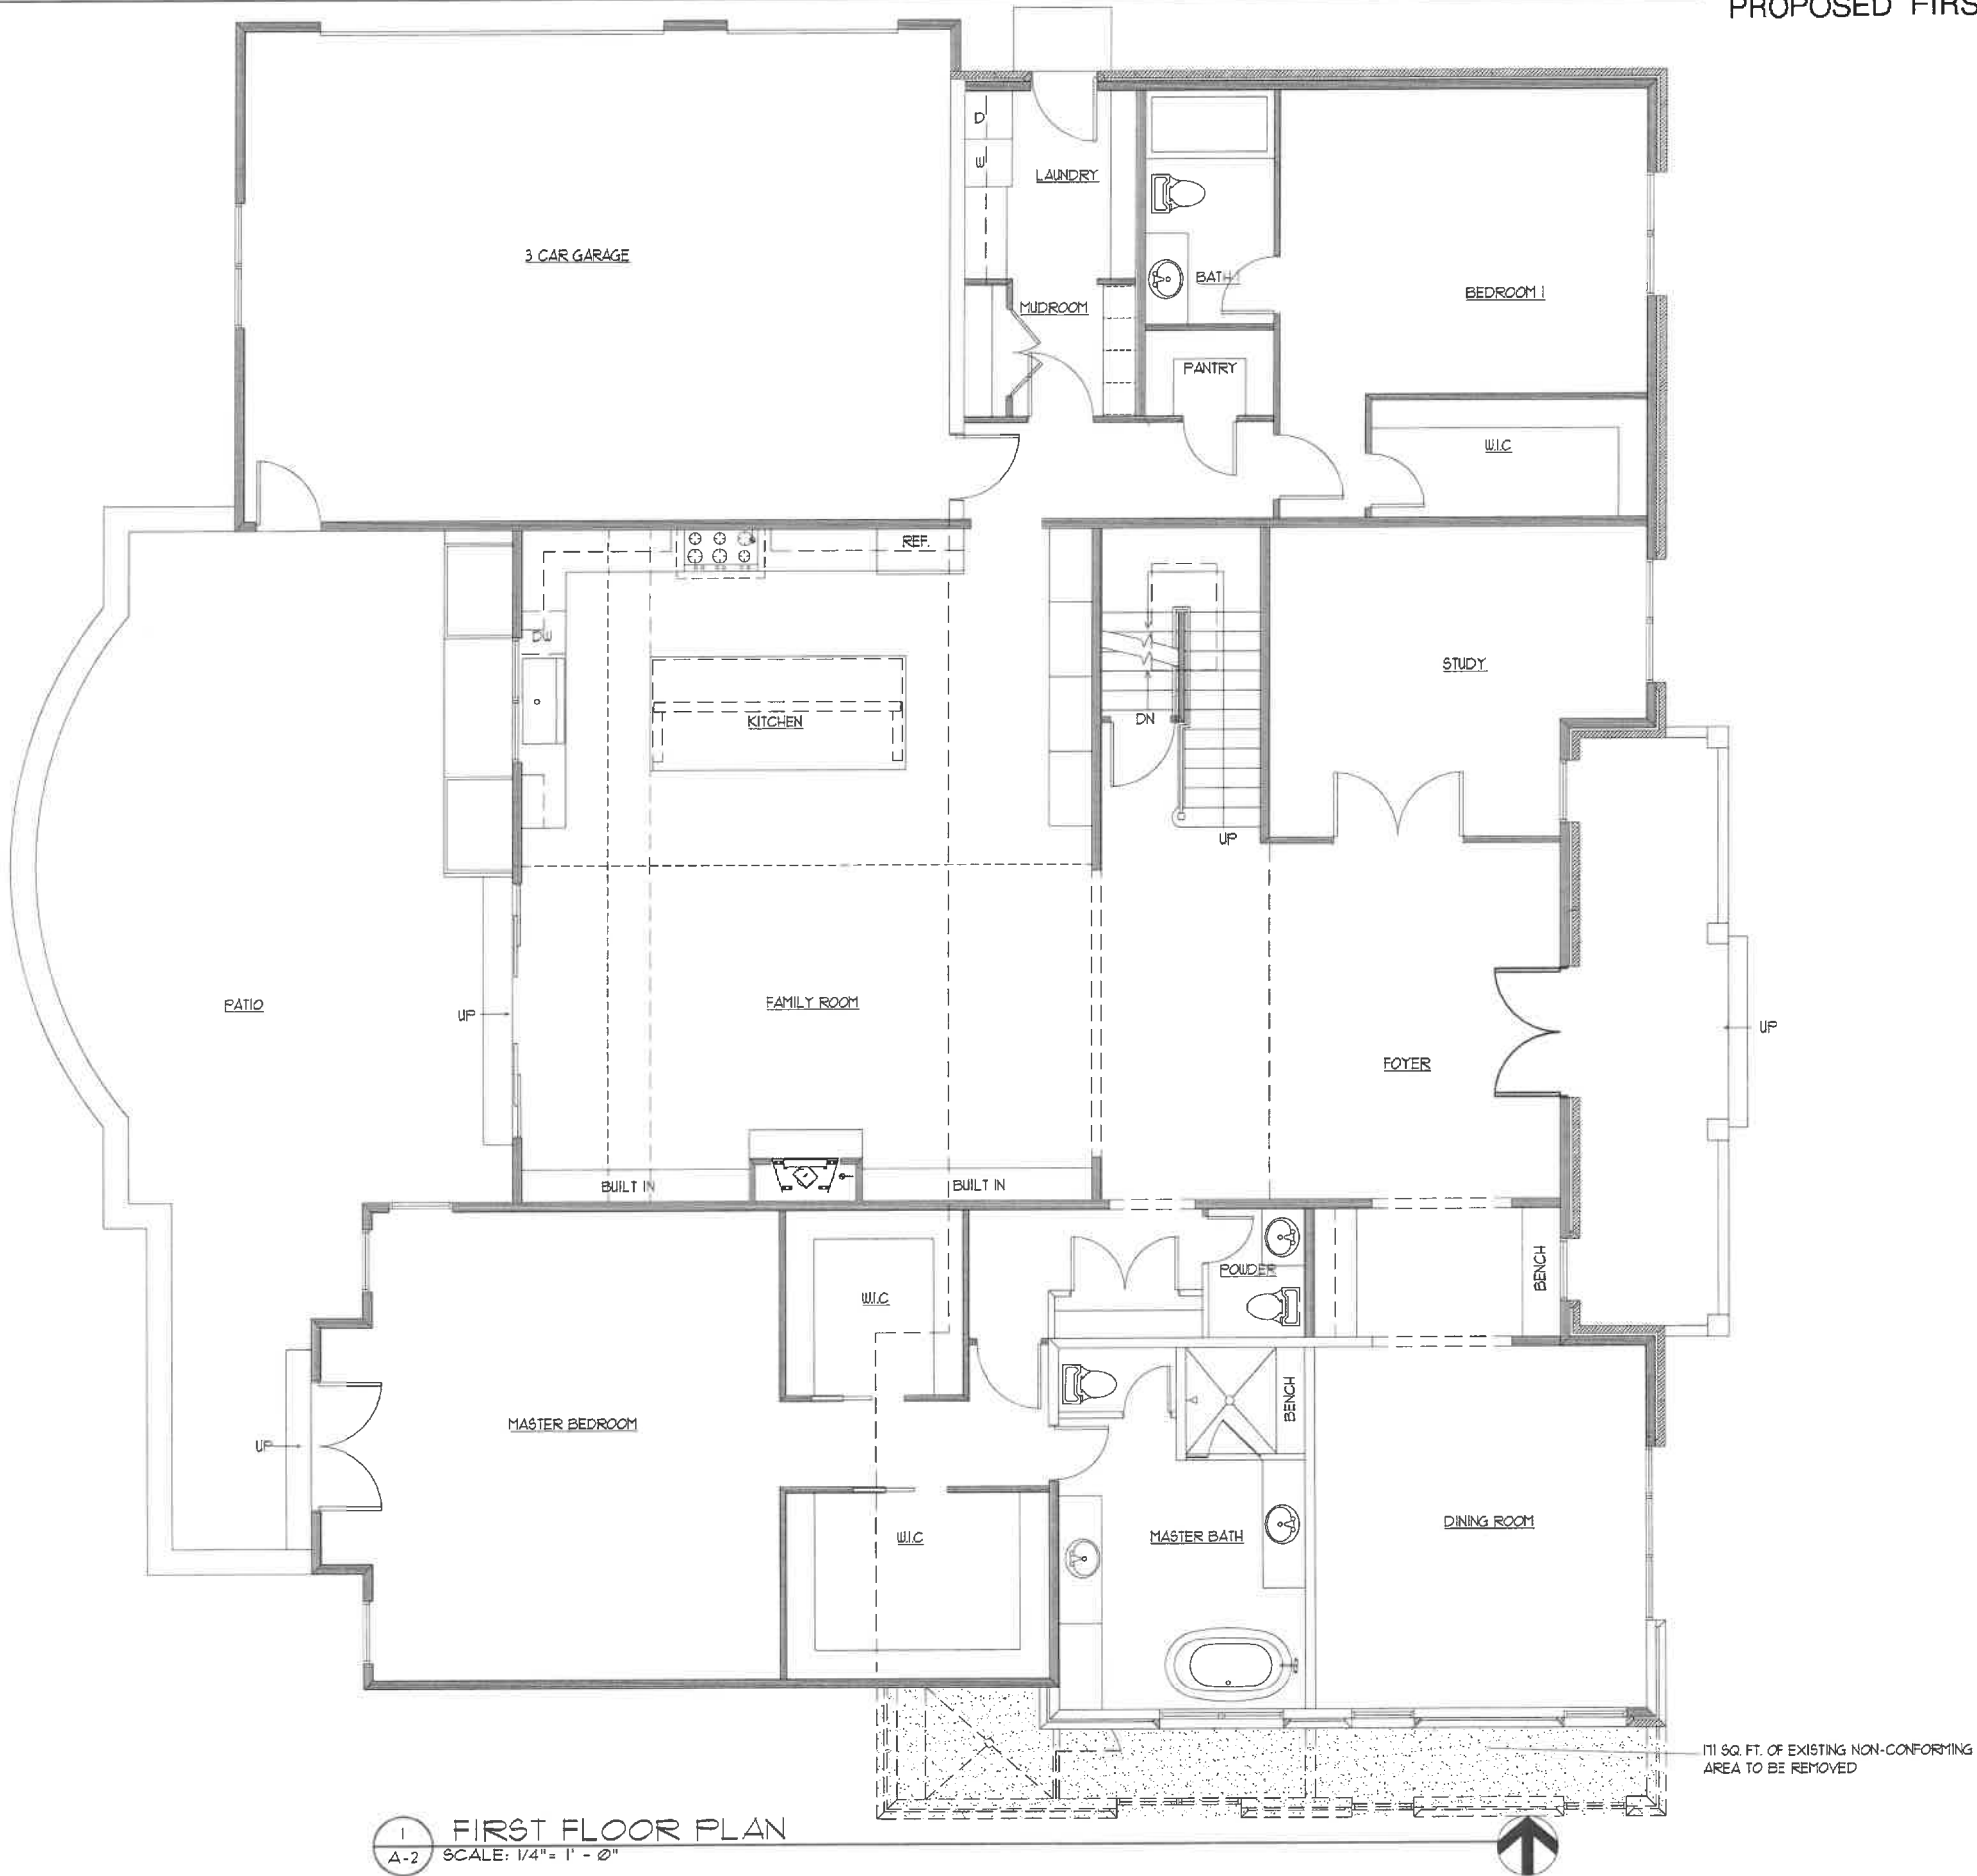 PROPOSED FIRS
D
W
LAUNDRY
3 CAR GARAGE
BATH 1
BEDROOM 1
MUDROOM
PANTRY
W.I.C
REF.
DW
STUDY
KITCHEN
DN
UP
PATIO
UP
FAMILY ROOM
FOYER
UP
BUILT IN
BUILT IN
POWDER
BENCH
W.I.C
BENCH
MASTER BEDROOM
UP
W.I.C
MASTER BATH
DINING ROOM
171 SQ. FT. OF EXISTING NON-CONFORMING
AREA TO BE REMOVED
1
A-2
FIRST FLOOR PLAN
SCALE: 1/4" = 1' - 0"